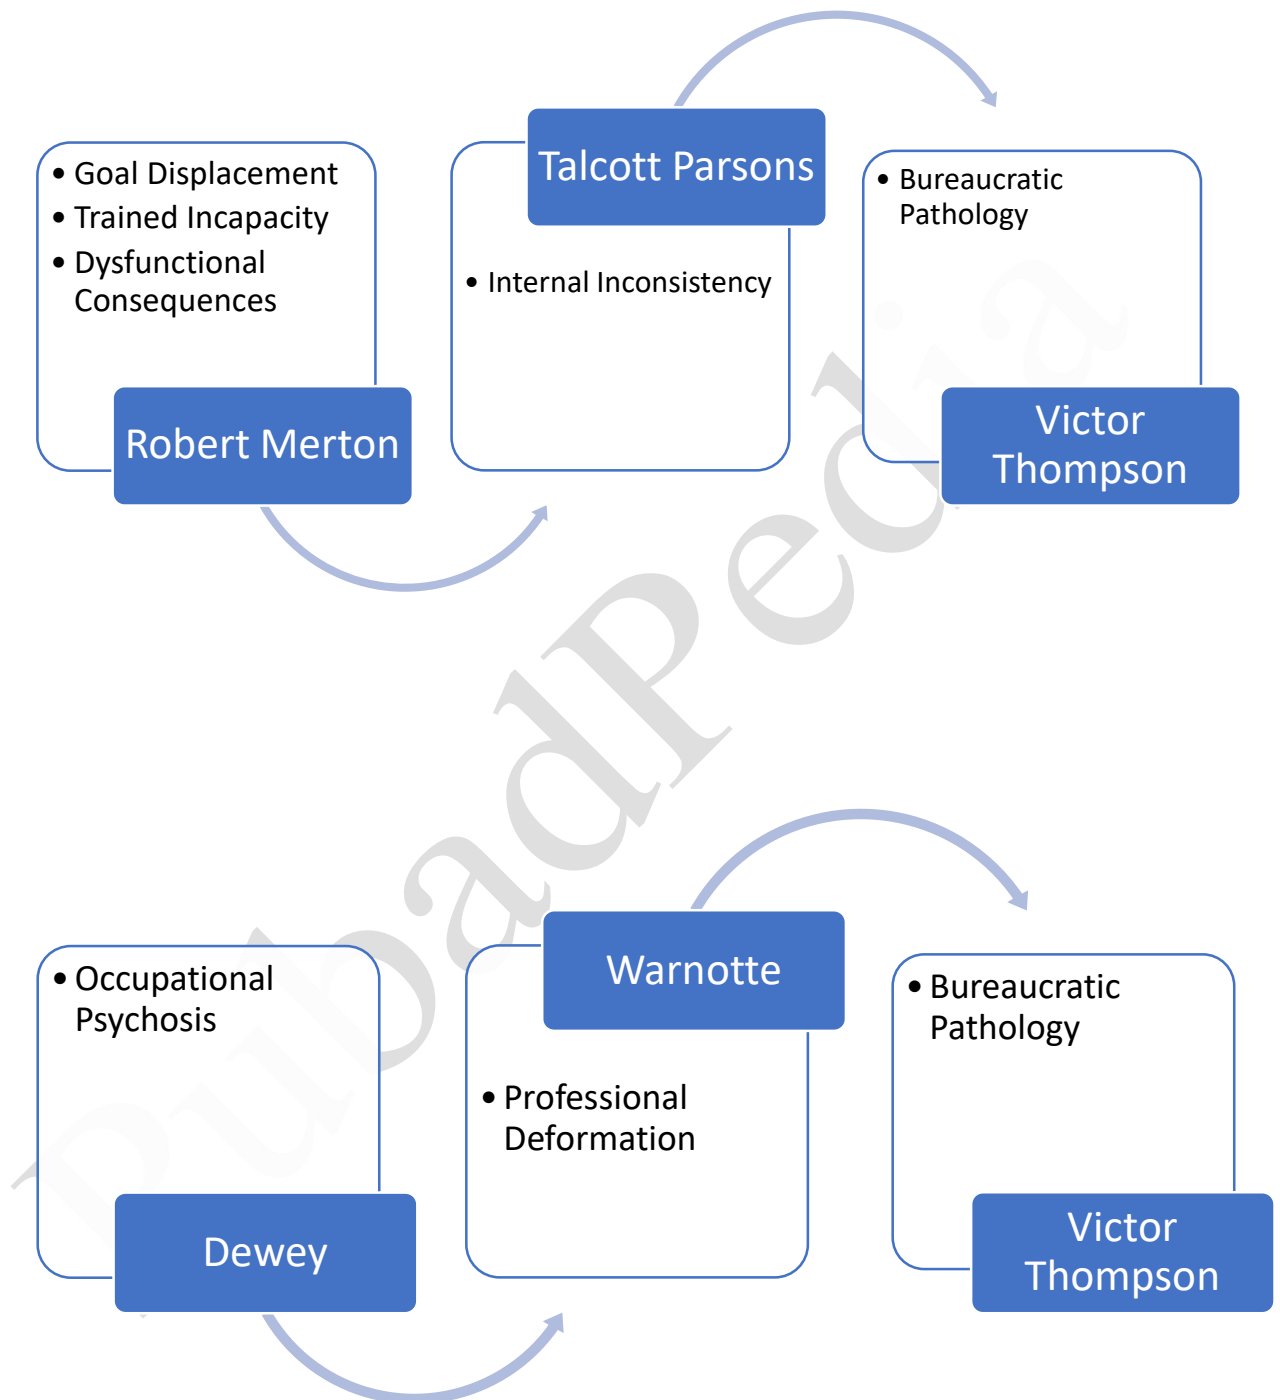 • Goal Displacement
• Trained Incapacity
• Dysfunctional
Consequences
Robert Merton
Talcott Parsons
• Internal Inconsistency
• Bureaucratic
Pathology
Victor
Thompson
• Occupational
Psychosis
Dewey
Warnotte
• Professional
Deformation
• Bureaucratic
Pathology
Victor
Thompson
PubadPedia